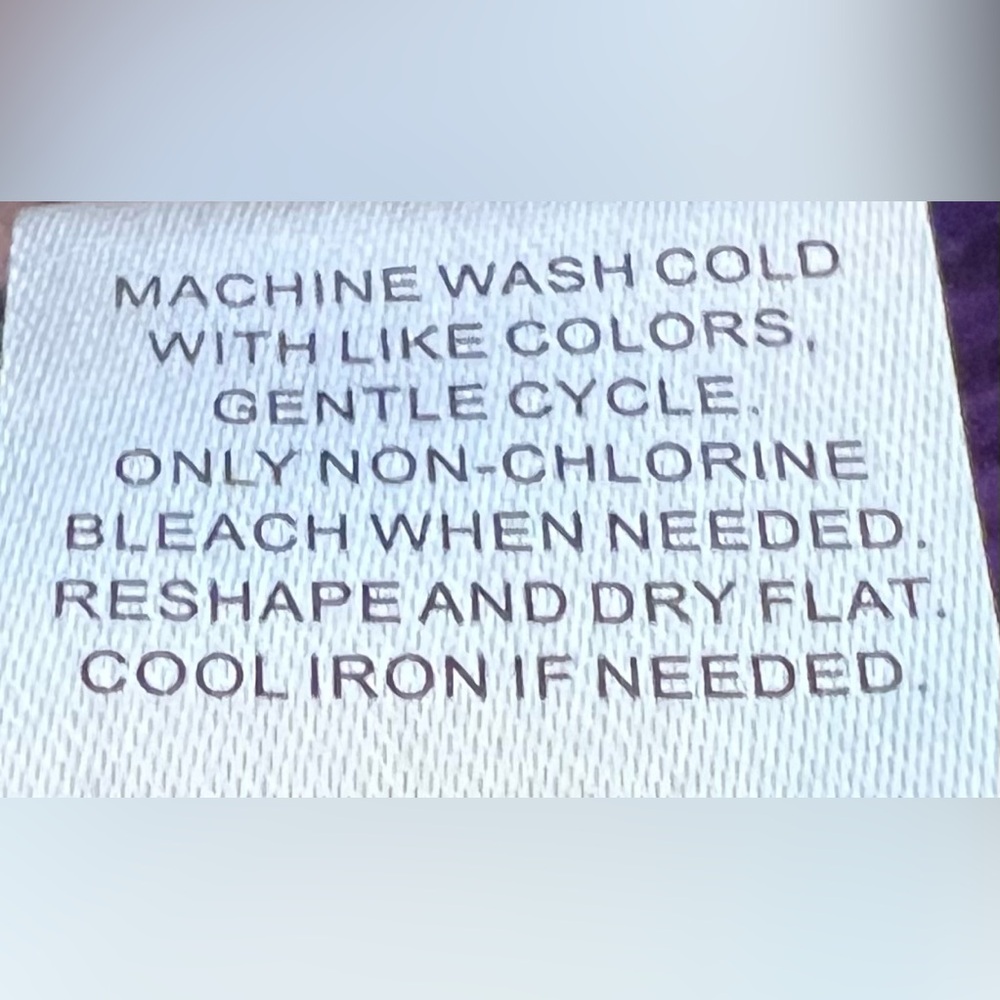 MACHINE WASH COLD
WITH LIKE COLORS,
GENTLE CYCLE.
ONLY NON-CHLORINE
BLEACH WHEN NEEDED.
RESHAPE AND DRY FLAT.
COOL IRON IF NEEDED.